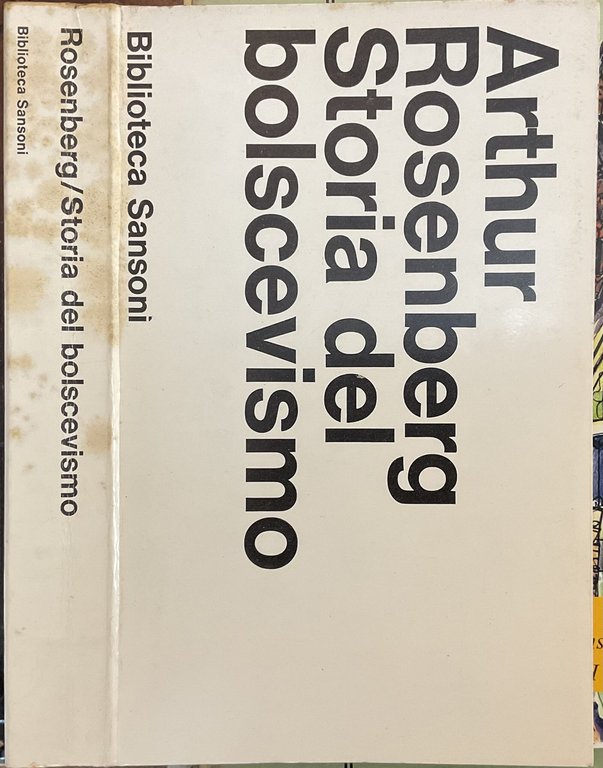 Arthur
Rosenberg
Storia del
bolscevismo
Biblioteca Sansoni
Rosenberg/Storia del bolscevismo
Biblioteca Sansoni